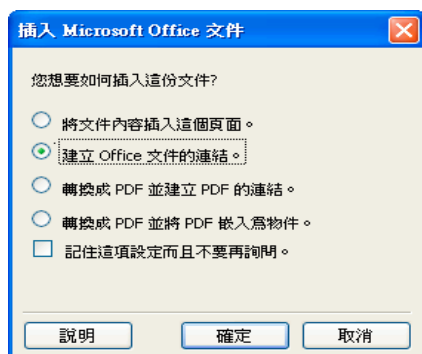 插入 Microsoft Office 文件
您想要如何插入這份文件?
將文件內容插入這個頁面。
建立 Office 文件的連結。
轉換成 PDF 並建立 PDF 的連結。
轉換成 PDF 並將 PDF 嵌入為物件。
記住這項設定而且不要再詢問。
說明
確定
取消